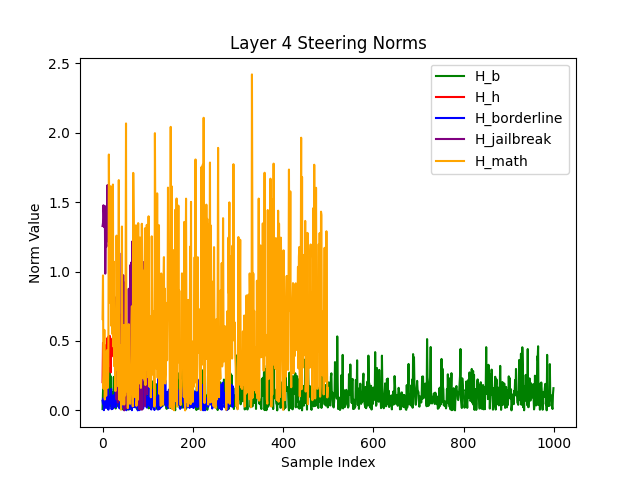 Layer 4 Steering Norms
2.5
2.0
1.5
1.0
0.5
0.0
Norm Value
H_b
H_h
H_borderline
H_jailbreak
H_math
0 200 400 600 800 1000
Sample Index